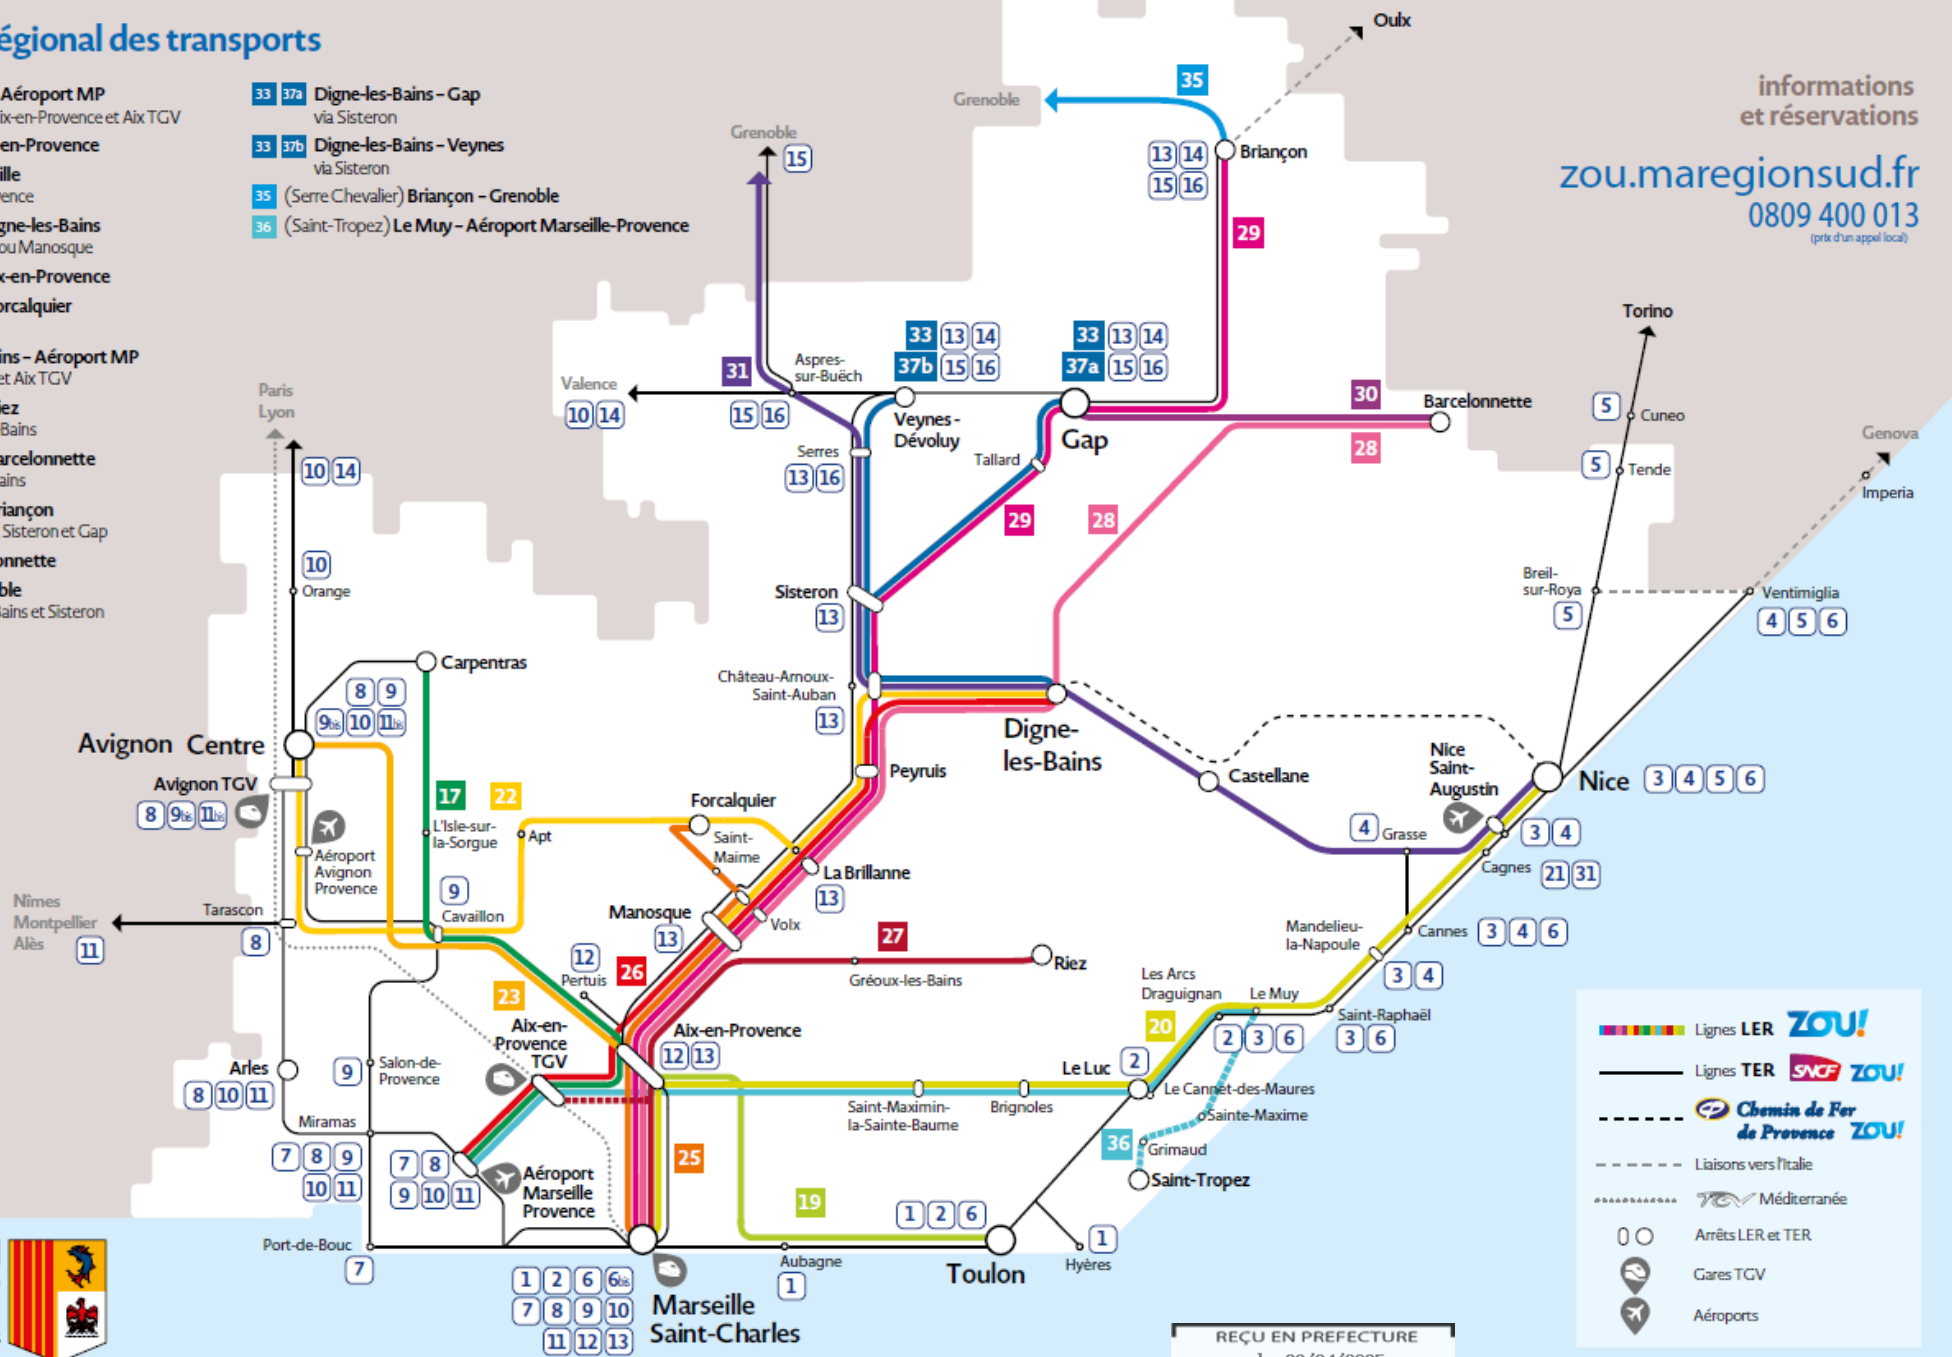 égional des transports
Aéroport MP
ix-en-Provence et Aix TGV
en-Provence
ille
ence
gne-les-Bains
ou Manosque
x-en-Provence
orcalquier
ins – Aéroport MP
et Aix TGV
iez
Bains
arcelonnette
ains
riançon
Sisteron et Gap
onnette
ble
Bains et Sisteron
33 37a Digne-les-Bains – Gap
via Sisteron
33 37b Digne-les-Bains – Veynes
via Sisteron
35 (Serre Chevalier) Briançon – Grenoble
36 (Saint-Tropez) Le Muy – Aéroport Marseille-Provence
informations
et réservations
zou.maregionsud.fr
0809 400 013
(prix d'un appel local)
Oulx
35
Grenoble
Grenoble
15
13 14
15 16
Briançon
29
Torino
33 13 14
37b 15 16
33 13 14
37a 15 16
31
Aspres-
sur-Buëch
Valence
10 14
15 16
Veynes-
Dévoluy
Gap
30
Barcelonnette
28
5
Cuneo
5
Tende
Genova
Imperia
Paris
Lyon
10 14
Serres
13 16
Tallard
29
28
10
Orange
Sisteron
13
Breil-
sur-Roya
5
Ventimiglia
4 5 6
Carpentras
8 9
9bis 10 11bis
Château-Arnoux-
Saint-Auban
13
Avignon Centre
Avignon TGV
8 9bis 11bis
Digne-
les-Bains
Peyruis
Castellane
Nice
Saint-
Augustin
Nice
3 4 5 6
17
22
L'Isle-sur-
la-Sorgue
Apt
Forcalquier
Saint-
Maime
Aéroport
Avignon
Provence
4
Grasse
3 4
Cagnes
21 31
La Brillanne
13
9
Cavaillon
Nîmes
Montpellier
Alès
11
Tarascon
8
Manosque
13
Volx
27
Gréoux-les-Bains
Riez
Mandelieu-
la-Napoule
Cannes
3 4 6
3 4
12
Pertuis
26
23
Aix-en-
Provence
TGV
Aix-en-Provence
12 13
Les Arcs
Draguignan
Le Muy
20
2 3 6
Saint-Raphaël
3 6
Arles
8 10 11
9
Salon-de-
Provence
Le Luc
2
Le Cannet-des-Maures
Saint-Maximin-
la-Sainte-Baume
Brignoles
Sainte-Maxime
36
Grimaud
Saint-Tropez
Miramas
7 8 9
10 11
7 8
9 10 11
Aéroport
Marseille
Provence
25
19
1 2 6
Port-de-Bouc
7
Aubagne
1
Toulon
1
Hyères
1 2 6 6bis
7 8 9 10
11 12 13
Marseille
Saint-Charles
Lignes LER ZOU!
Lignes TER SNCF ZOU!
Chemin de Fer
de Provence ZOU!
Liaisons vers l'Italie
TGV Méditerranée
Arrêts LER et TER
Gares TGV
Aéroports
REÇU EN PREFECTURE